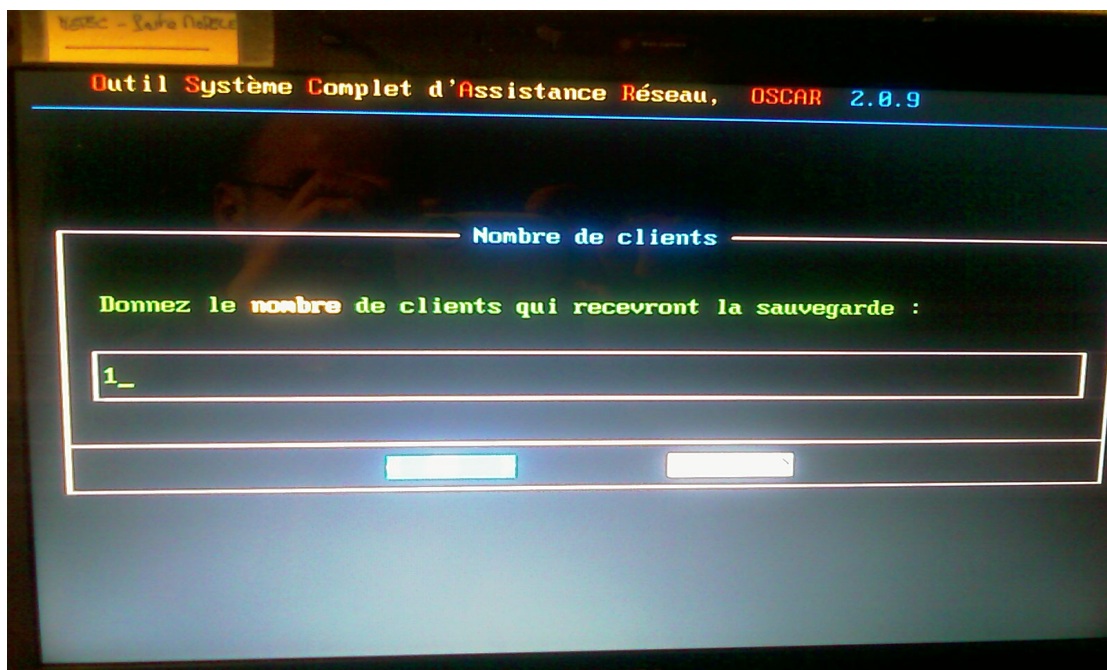 Outil Système Complet d'Assistance Réseau, OSCAR 2.0.9
Nombre de clients
Donnez le nombre de clients qui recevront la sauvegarde :
1_